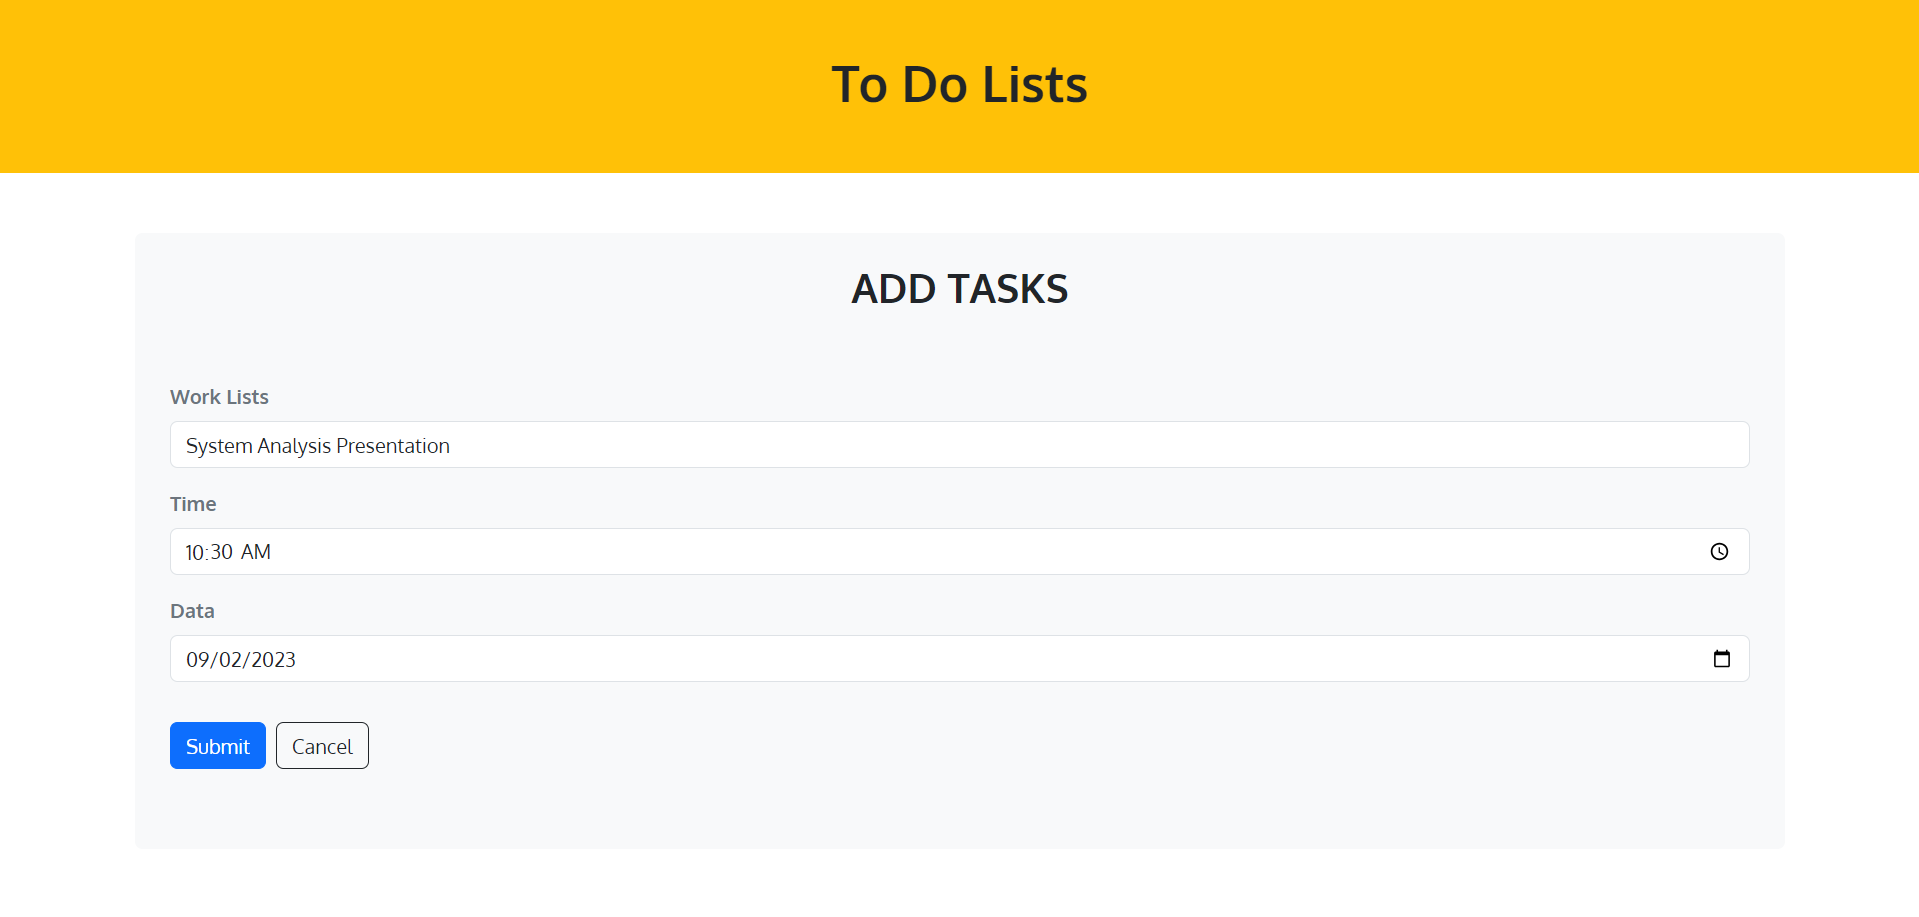 To Do Lists
ADD TASKS
Work Lists
System Analysis Presentation
Time
10:30 AM
Data
09/02/2023
Submit Cancel